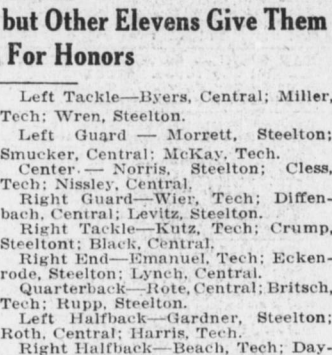 but Other Elevens Give Them
For Honors
Left Tackle—Byers, Central; Miller,
Tech; Wren, Steelton.
Left Guard — Morrett, Steelton;
Smucker, Central; McKay, Tech.
Center — Norris, Steelton; Cless,
Tech; Nissley, Central.
Right Guard—Wier, Tech; Diffen-
bach, Central; Levitz, Steelton.
Right Tackle—Kutz, Tech; Crump,
Steeltont; Black, Central.
Right End—Emanuel, Tech; Ecken-
rode, Steelton; Lynch, Central.
Quarterback—Rote, Central; Britsch,
Tech; Rupp, Steelton.
Left Halfback—Gardner, Steelton;
Roth, Central; Harris, Tech.
Right Halfback—Beach, Tech; Day,